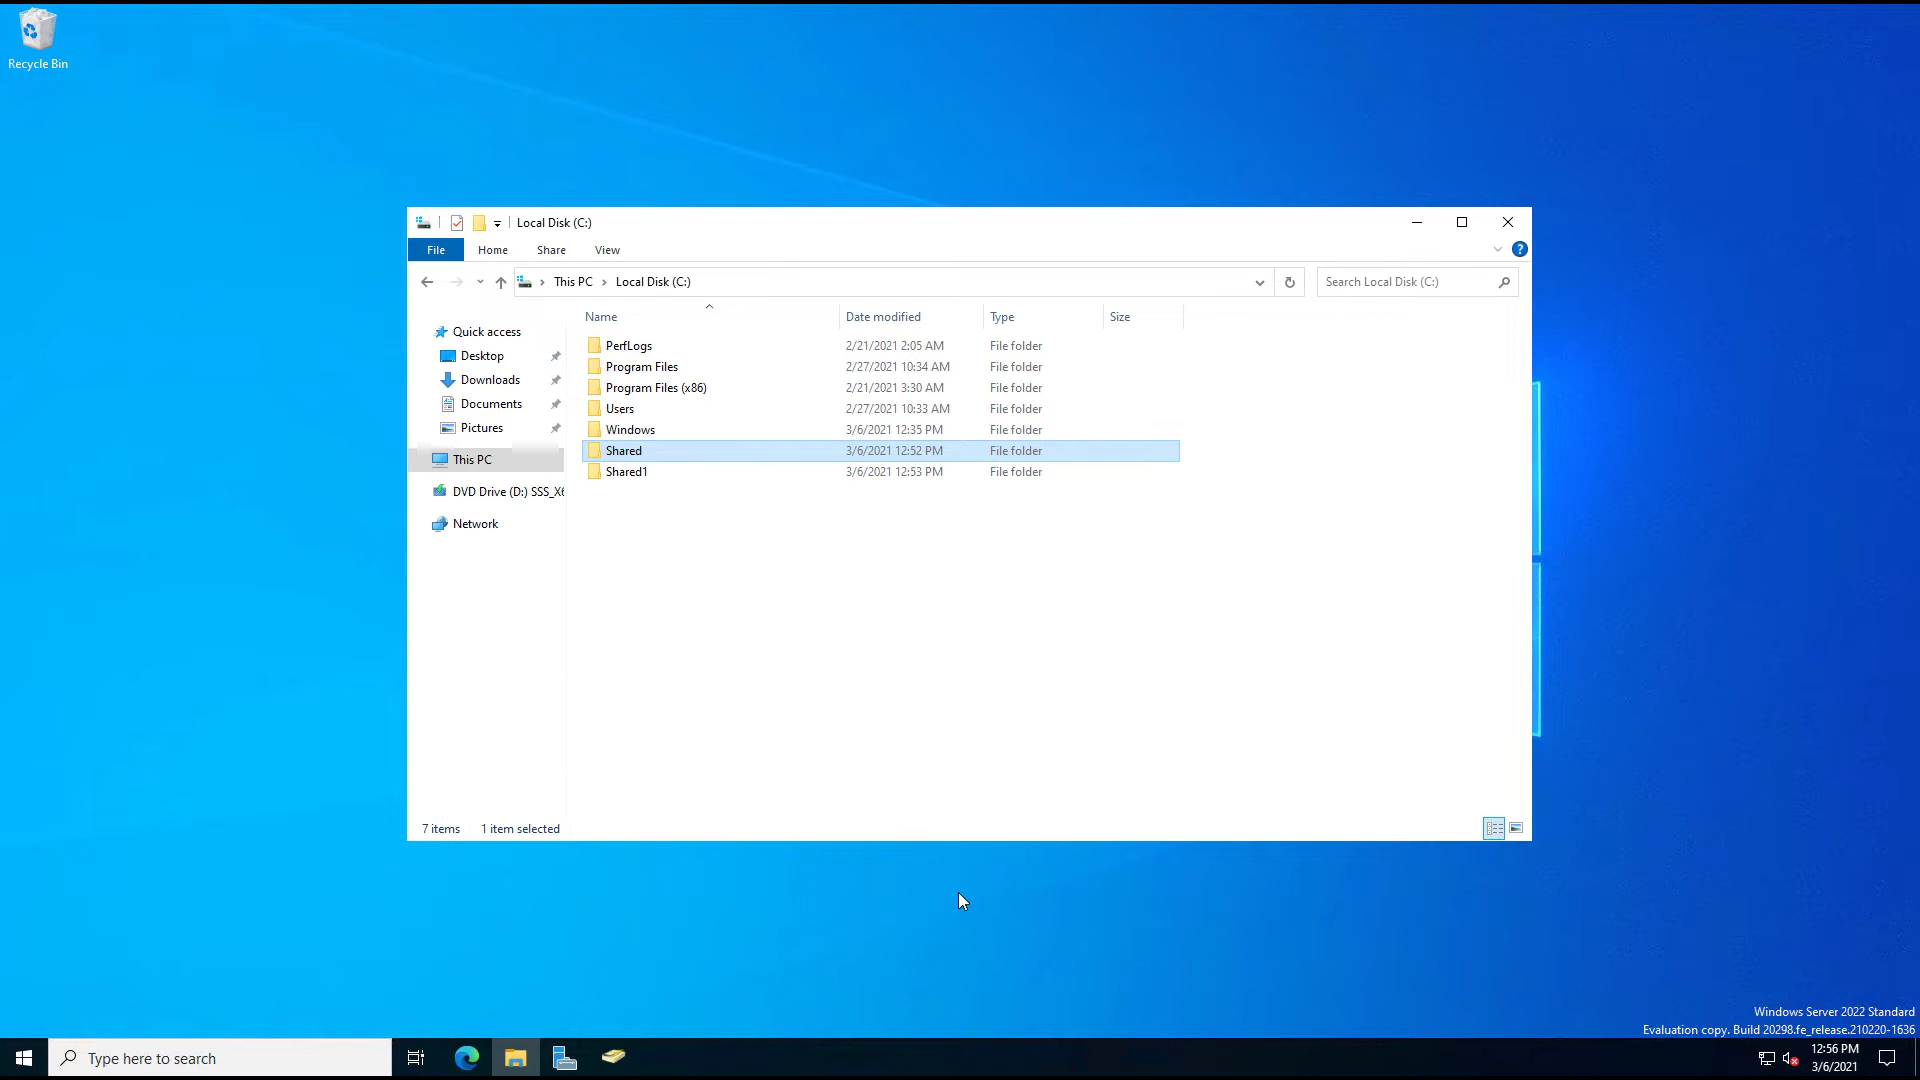 Recycle Bin
Local Disk (C:)
File Home Share View
This PC Local Disk (C:)
Search Local Disk (C:)
Name Date modified Type Size
Quick access
Desktop
Downloads
Documents
Pictures
This PC
DVD Drive (D:) SSS_X6
Network
PerfLogs 2/21/2021 2:05 AM File folder
Program Files 2/27/2021 10:34 AM File folder
Program Files (x86) 2/21/2021 3:30 AM File folder
Users 2/27/2021 10:33 AM File folder
Windows 3/6/2021 12:35 PM File folder
Shared 3/6/2021 12:52 PM File folder
Shared1 3/6/2021 12:53 PM File folder
7 items 1 item selected
Windows Server 2022 Standard
Evaluation copy. Build 20298.fe_release.210220-1636
Type here to search
12:56 PM
3/6/2021